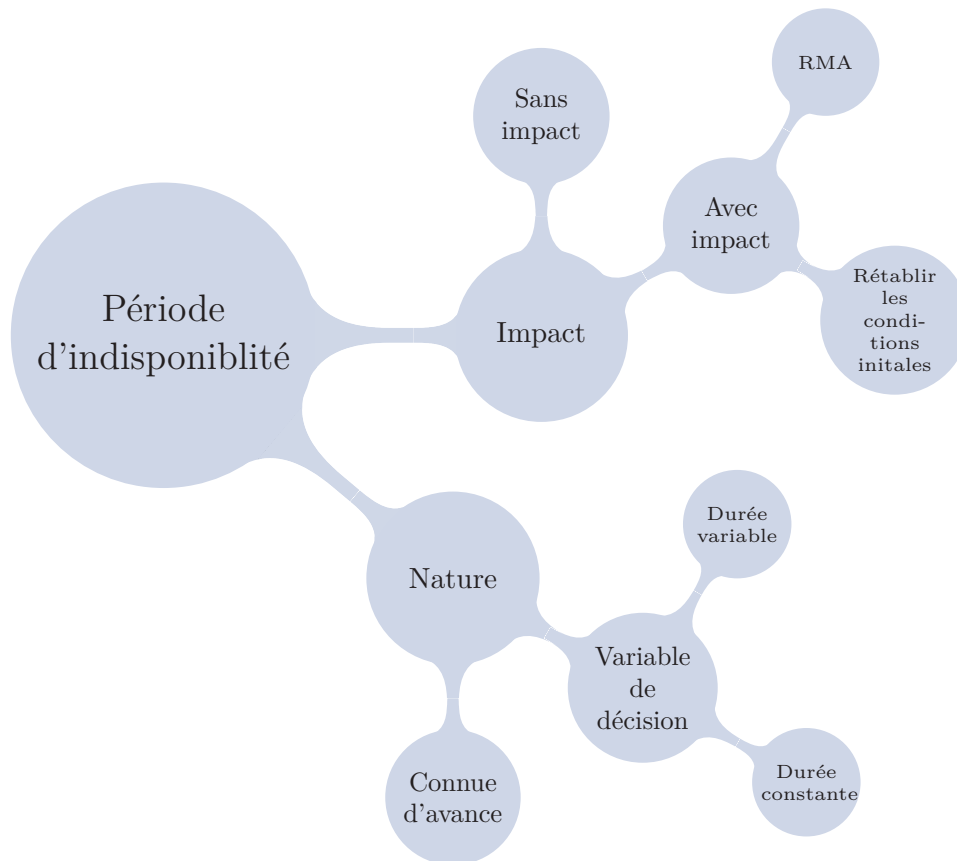 Période
d'indisponiblité
Impact
Sans
impact
Avec
impact
RMA
Rétablir
les
condi-
tions
initales
Nature
Connue
d'avance
Variable
de
décision
Durée
variable
Durée
constante